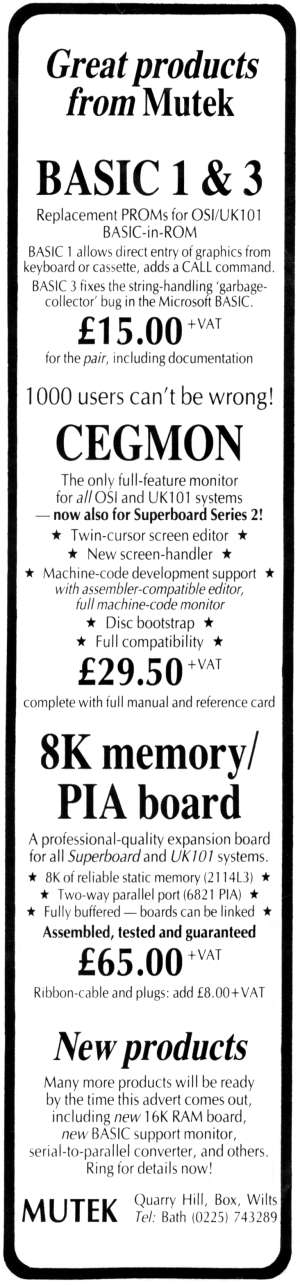 Great products
from Mutek
BASIC 1 & 3
Replacement PROMs for OSI/UK101
BASIC-in-ROM
BASIC 1 allows direct entry of graphics from
keyboard or cassette, adds a CALL command.
BASIC 3 fixes the string-handling 'garbage-
collector' bug in the Microsoft BASIC.
£15.00 +VAT
for the pair, including documentation
1000 users can't be wrong!
CEGMON
The only full-feature monitor
for all OSI and UK101 systems
— now also for Superboard Series 2!
★ Twin-cursor screen editor ★
★ New screen-handler ★
★ Machine-code development support ★
with assembler-compatible editor,
full machine-code monitor
★ Disc bootstrap ★
★ Full compatibility ★
£29.50 +VAT
complete with full manual and reference card
8K memory/
PIA board
A professional-quality expansion board
for all Superboard and UK101 systems.
★ 8K of reliable static memory (2114L3) ★
★ Two-way parallel port (6821 PIA) ★
★ Fully buffered — boards can be linked ★
Assembled, tested and guaranteed
£65.00 +VAT
Ribbon-cable and plugs: add £8.00+VAT
New products
Many more products will be ready
by the time this advert comes out,
including new 16K RAM board,
new BASIC support monitor,
serial-to-parallel converter, and others.
Ring for details now!
MUTEK
Quarry Hill, Box, Wilts
Tel: Bath (0225) 743289